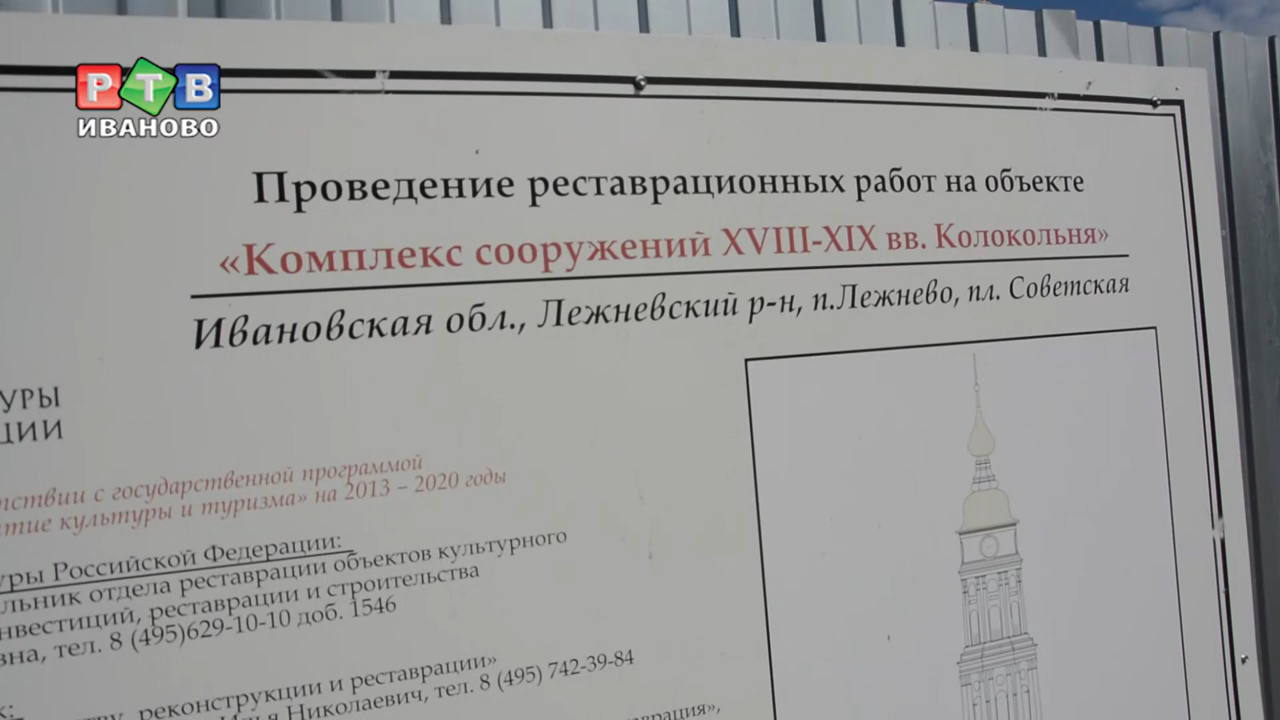 РТВ
ИВАНОВО
Проведение реставрационных работ на объекте
«Комплекс сооружений XVIII-XIX вв. Колокольня»
Ивановская обл., Лежневский р-н, п.Лежнево, пл. Советская
УРЫ
ЦИИ
тствии с государственной программой
итие культуры и туризма» на 2013 – 2020 годы
уры Российской Федерации:
льник отдела реставрации объектов культурного
нвестиций, реставрации и строительства
вна, тел. 8 (495)629-10-10 доб. 1546
реконструкции и реставрации»
Николаевич, тел. 8 (495) 742-39-84